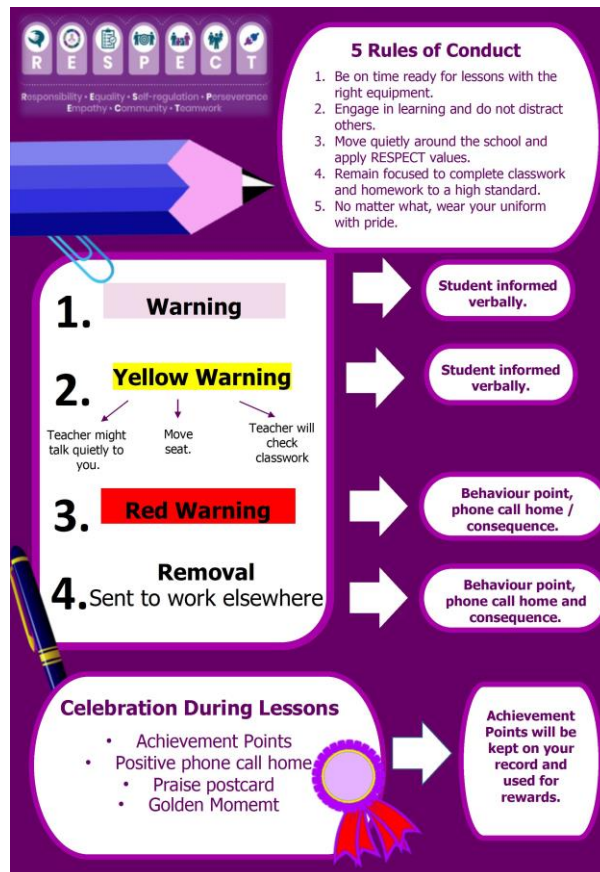 R E S P E C T
Responsibility • Equality • Self-regulation • Perseverance
Empathy • Community • Teamwork
5 Rules of Conduct
1. Be on time ready for lessons with the
right equipment.
2. Engage in learning and do not distract
others.
3. Move quietly around the school and
apply RESPECT values.
4. Remain focused to complete classwork
and homework to a high standard.
5. No matter what, wear your uniform
with pride.
1. Warning
Student informed
verbally.
2. Yellow Warning
Teacher might
talk quietly to
you.
Move
seat.
Teacher will
check
classwork
Student informed
verbally.
3. Red Warning
Behaviour point,
phone call home /
consequence.
4. Removal
Sent to work elsewhere
Behaviour point,
phone call home and
consequence.
Celebration During Lessons
• Achievement Points
• Positive phone call home
• Praise postcard
• Golden Momemt
Achievement
Points will be
kept on your
record and
used for
rewards.